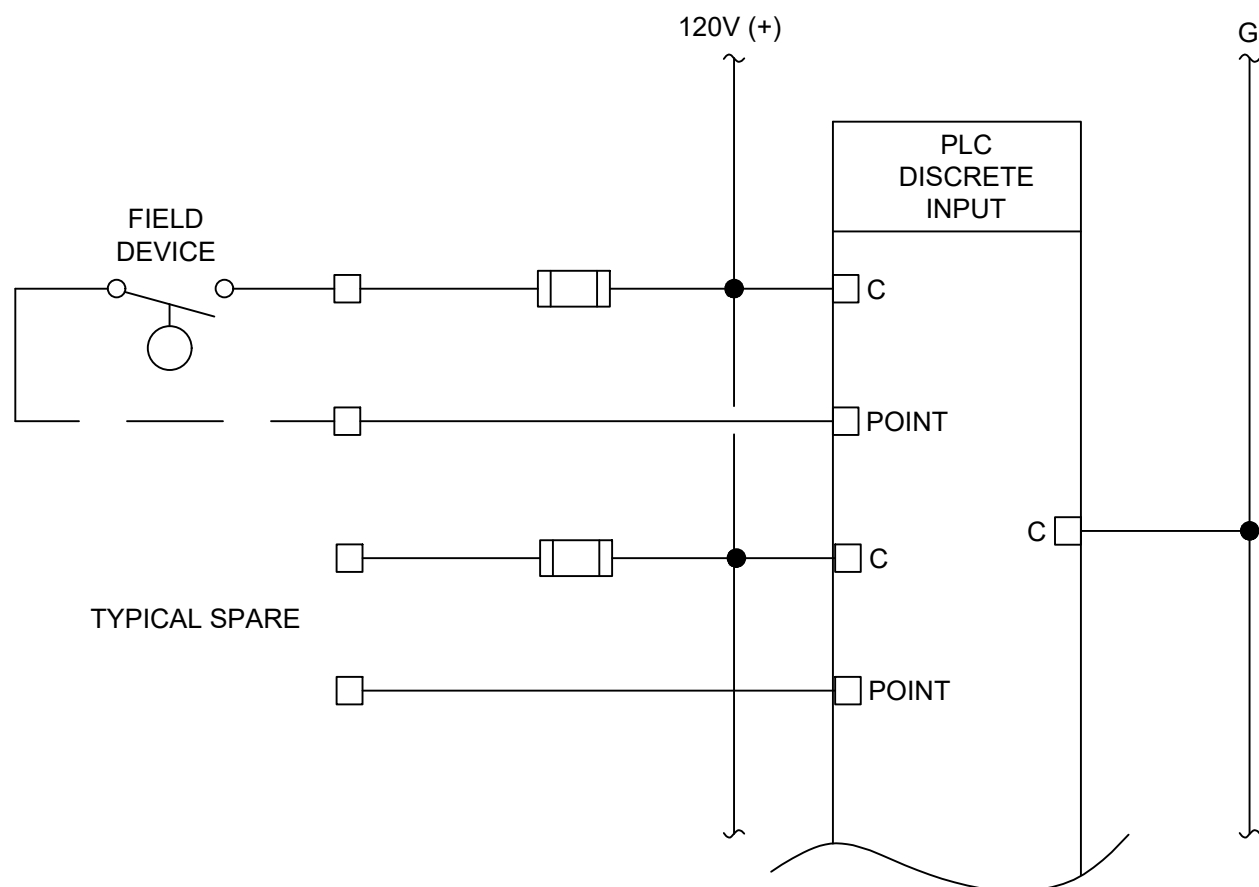 120V (+)
G
PLC
DISCRETE
INPUT
FIELD
DEVICE
C
POINT
C
C
TYPICAL SPARE
POINT